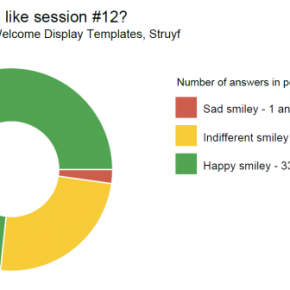 like session #12?
Welcome Display Templates, Struyf
Number of answers in pe
Sad smiley - 1 an
Indifferent smiley
Happy smiley - 33